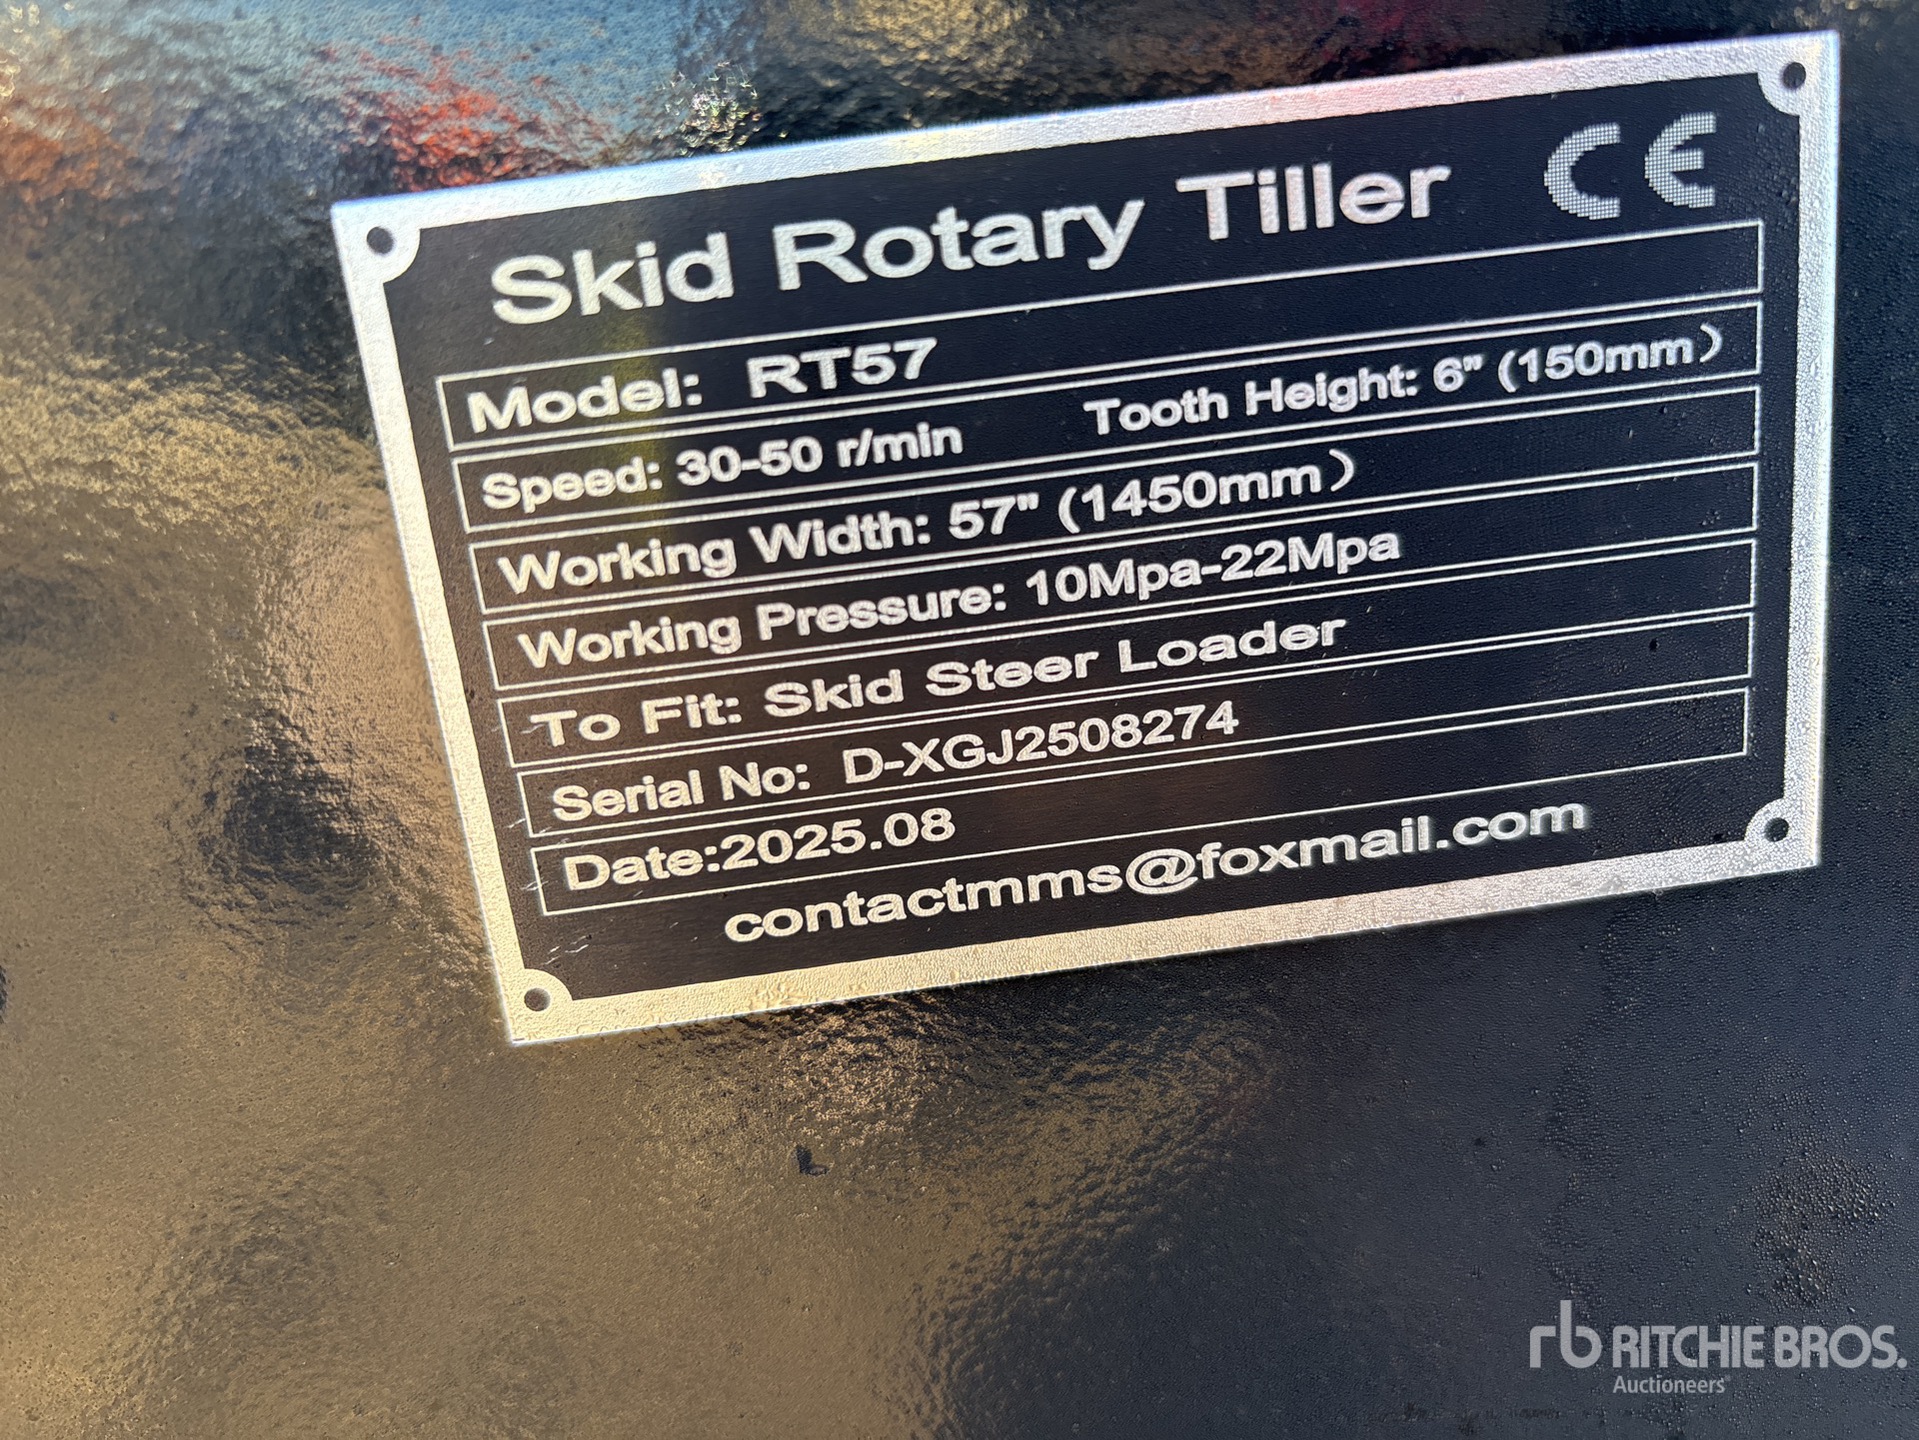 Skid Rotary Tiller CE
Model: RT57
Speed: 30-50 r/min Tooth Height: 6" (150mm)
Working Width: 57" (1450mm)
Working Pressure: 10Mpa-22Mpa
To Fit: Skid Steer Loader
Serial No: D-XGJ2508274
Date:2025.08
contactmms@foxmail.com
rb RITCHIE BROS.
Auctioneers